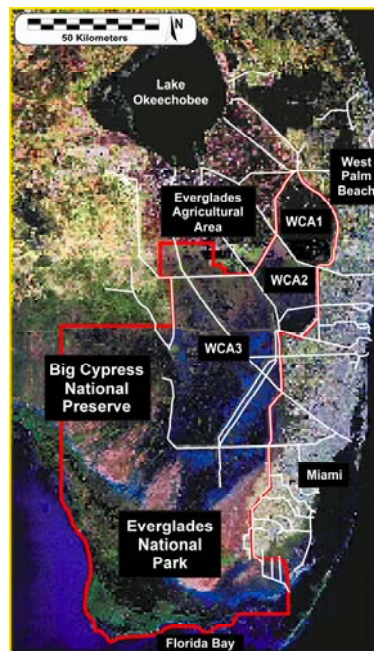 N
50 Kilometers
Lake
Okeechobee
West
Palm
Beach
Everglades
Agricultural
Area
WCA1
WCA2
WCA3
Big Cypress
National
Preserve
Miami
Everglades
National
Park
Florida Bay